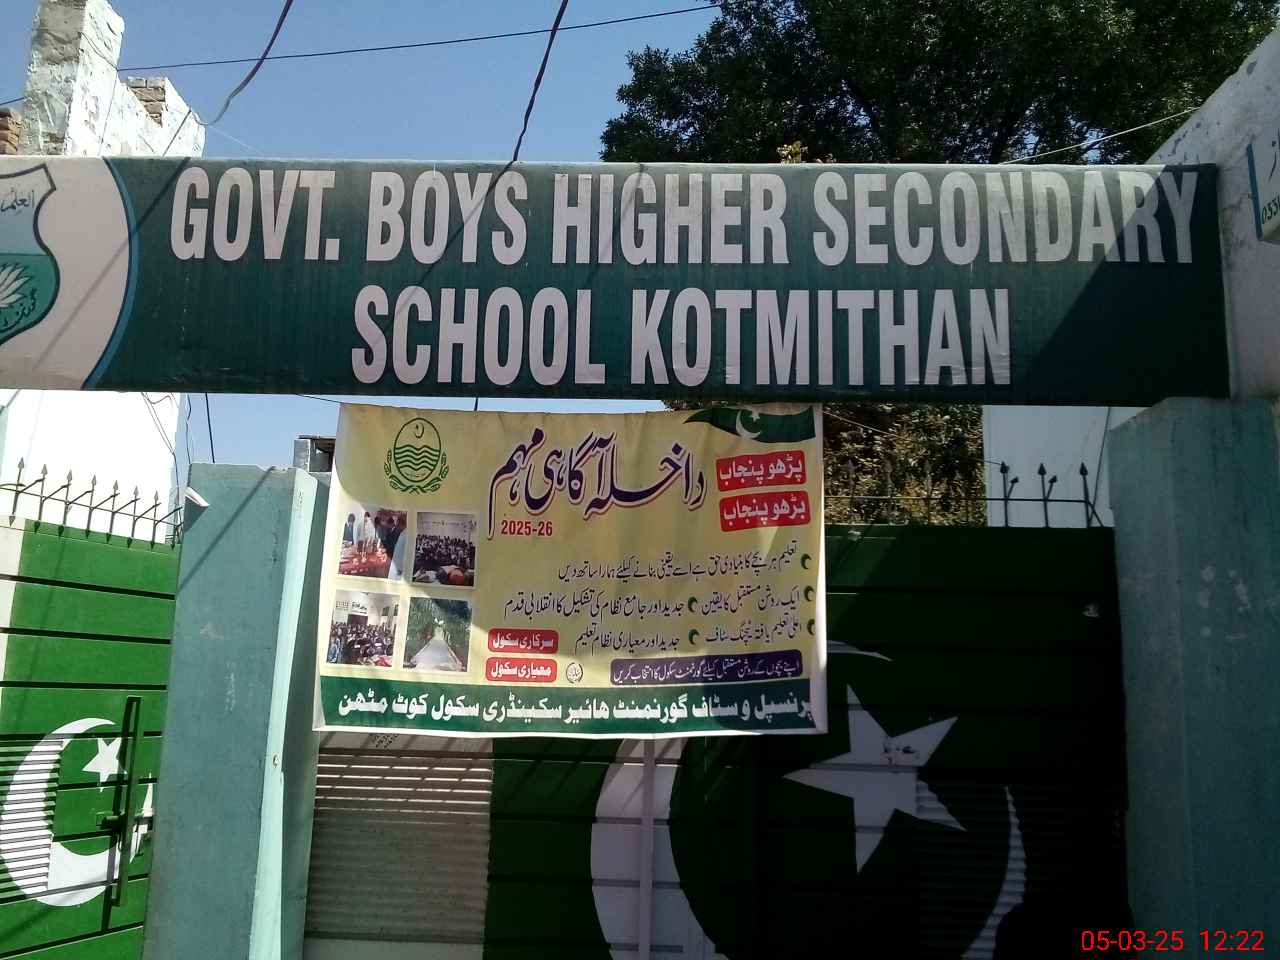 العلم
GOVT. BOYS HIGHER SECONDARY
SCHOOL KOTMITHAN
داخلہ آگاہی مہم
2025-26
پڑھو پنجاب
بڑھو پنجاب
تعلیم ہر بچے کا بنیادی حق ہے اسے یقینی بنانے کیلئے ہمارا ساتھ دیں
ایک روشن مستقبل کا یقین جدید اور جامع نظام کی تشکیل کا انقلابی قدم
اعلیٰ تعلیم یافتہ ٹیچنگ سٹاف جدید اور معیاری نظام تعلیم
سرکاری سکول
معیاری سکول
اپنے بچوں کے روشن مستقبل کیلئے گورنمنٹ سکول کا انتخاب کریں
پرنسپل و سٹاف گورنمنٹ ھائیر سکینڈری سکول کوٹ مٹھن
05-03-25 12:22